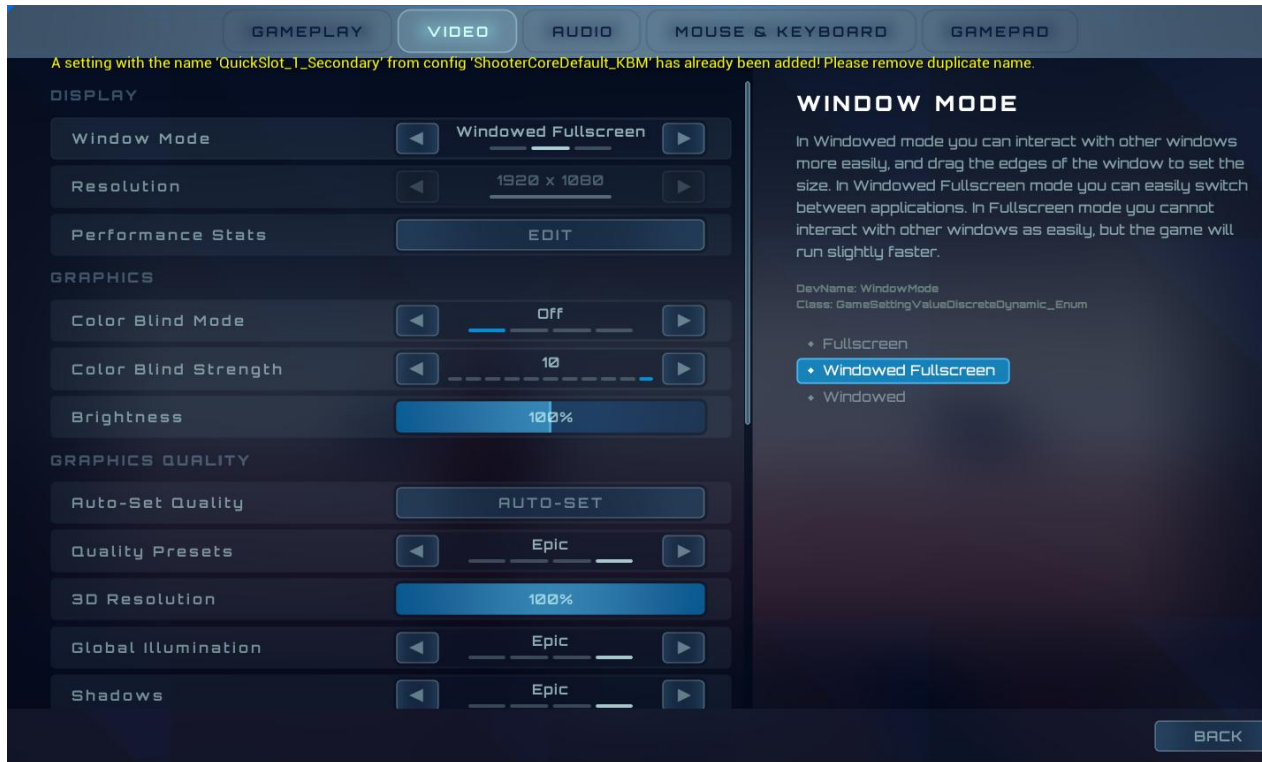 GAMEPLAY
VIDEO
AUDIO
MOUSE & KEYBOARD
GAMEPAD
A setting with the name 'QuickSlot_1_Secondary' from config 'ShooterCoreDefault_KBM' has already been added! Please remove duplicate name.
DISPLAY
Window Mode
Windowed Fullscreen
Resolution
1920 x 1080
Performance Stats
EDIT
GRAPHICS
Color Blind Mode
Off
Color Blind Strength
10
Brightness
100%
GRAPHICS QUALITY
Auto-Set Quality
AUTO-SET
Quality Presets
Epic
3D Resolution
100%
Global Illumination
Epic
Shadows
Epic
WINDOW MODE
In Windowed mode you can interact with other windows
more easily, and drag the edges of the window to set the
size. In Windowed Fullscreen mode you can easily switch
between applications. In Fullscreen mode you cannot
interact with other windows as easily, but the game will
run slightly faster.
DevName: WindowMode
Class: GameSettingValueDiscreteDynamic_Enum
Fullscreen
Windowed Fullscreen
Windowed
BACK